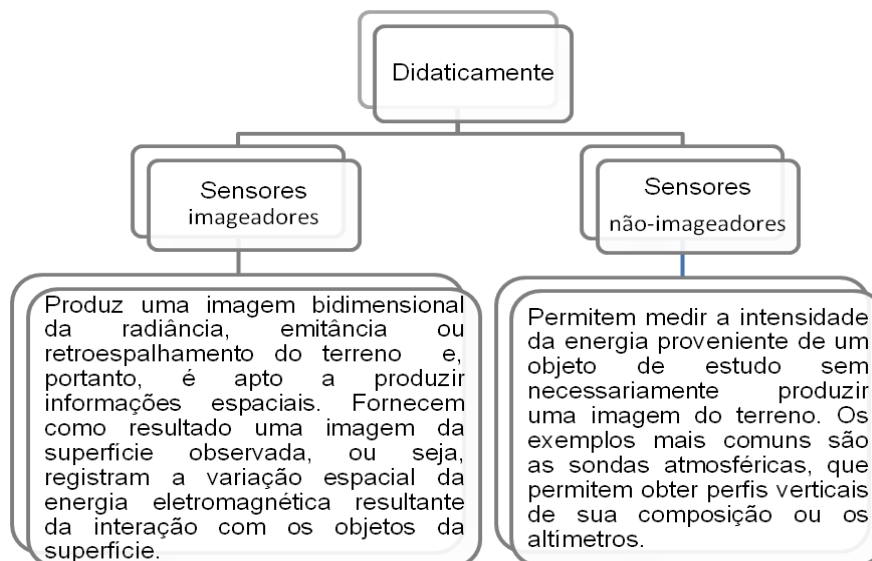 Didaticamente
Sensores
imageadores
Sensores
não-imageadores
Produz uma imagem bidimensional
da radiância, emitância ou
retroespalhamento do terreno e,
portanto, é apto a produzir
informações espaciais. Fornecem
como resultado uma imagem da
superfície observada, ou seja,
registram a variação espacial da
energia eletromagnética resultante
da interação com os objetos da
superfície.
Permitem medir a intensidade
da energia proveniente de um
objeto de estudo sem
necessariamente produzir
uma imagem do terreno. Os
exemplos mais comuns são
as sondas atmosféricas, que
permitem obter perfis verticais
de sua composição ou os
altímetros.